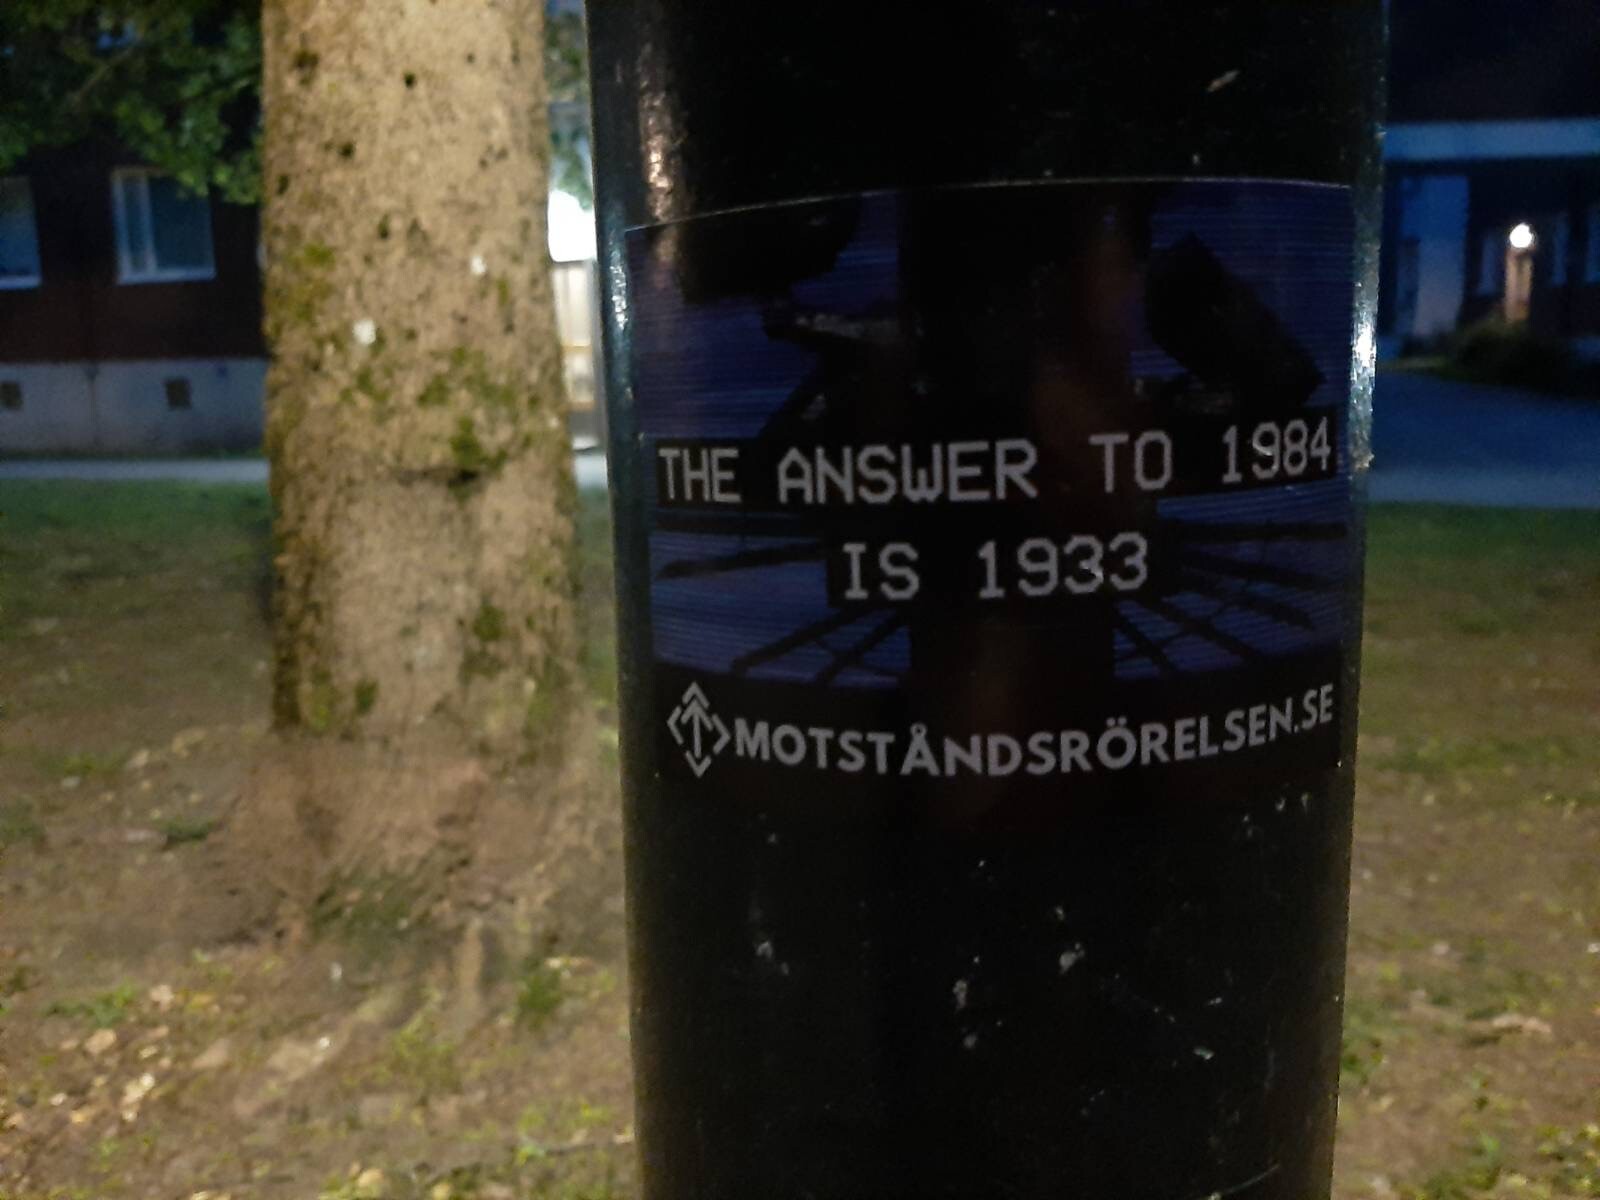 THE ANSWER TO 1984
IS 1933
MOTSTÅNDSRÖRELSEN.SE